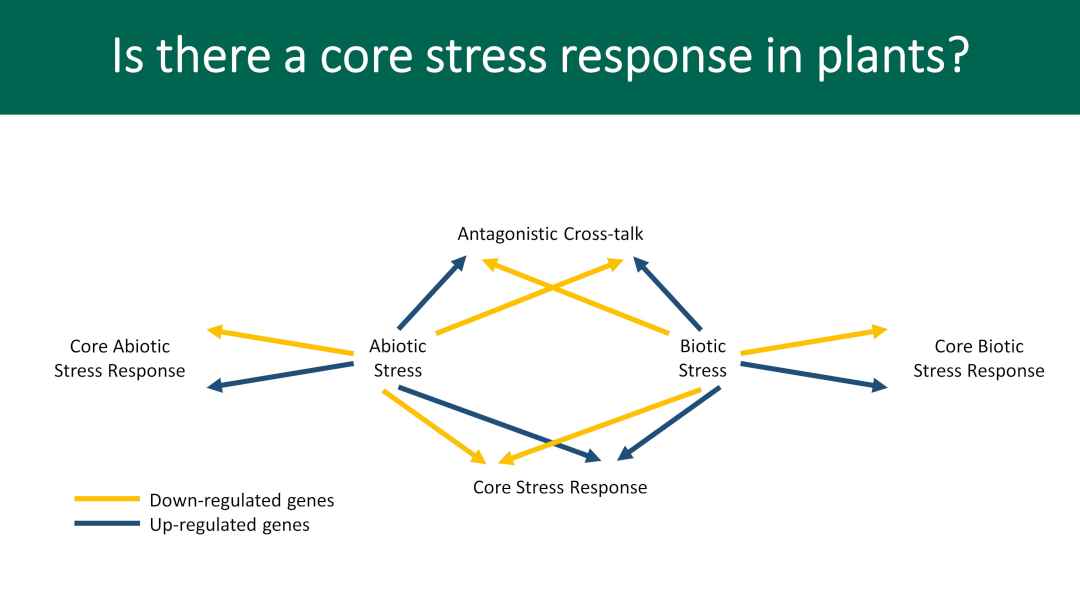 Is there a core stress response in plants?
Antagonistic Cross-talk
Core Abiotic
Stress Response
Abiotic
Stress
Biotic
Stress
Core Biotic
Stress Response
Core Stress Response
Down-regulated genes
Up-regulated genes